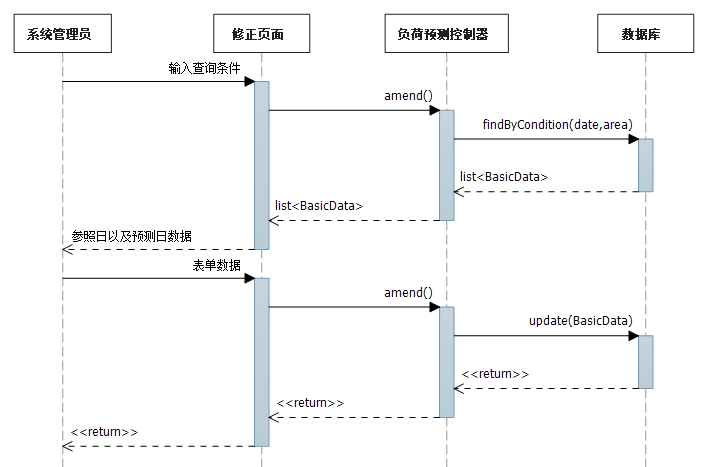 系统管理员
修正页面
负荷预测控制器
数据库
输入查询条件
amend()
findByCondition(date,area)
list<BasicData>
list<BasicData>
参照日以及预测日数据
表单数据
amend()
update(BasicData)
<<return>>
<<return>>
<<return>>